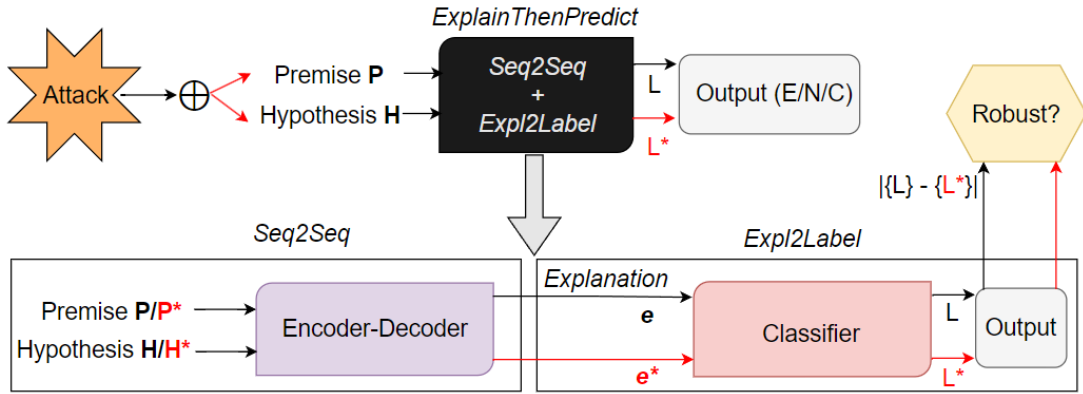 ExplainThenPredict
Attack
Premise P
Hypothesis H
Seq2Seq
+
Expl2Label
L
L*
Output (E/N/C)
Robust?
|{L} - {L*}|
Seq2Seq
Expl2Label
Premise P/P*
Hypothesis H/H*
Encoder-Decoder
Explanation
e
e*
Classifier
L
L*
Output